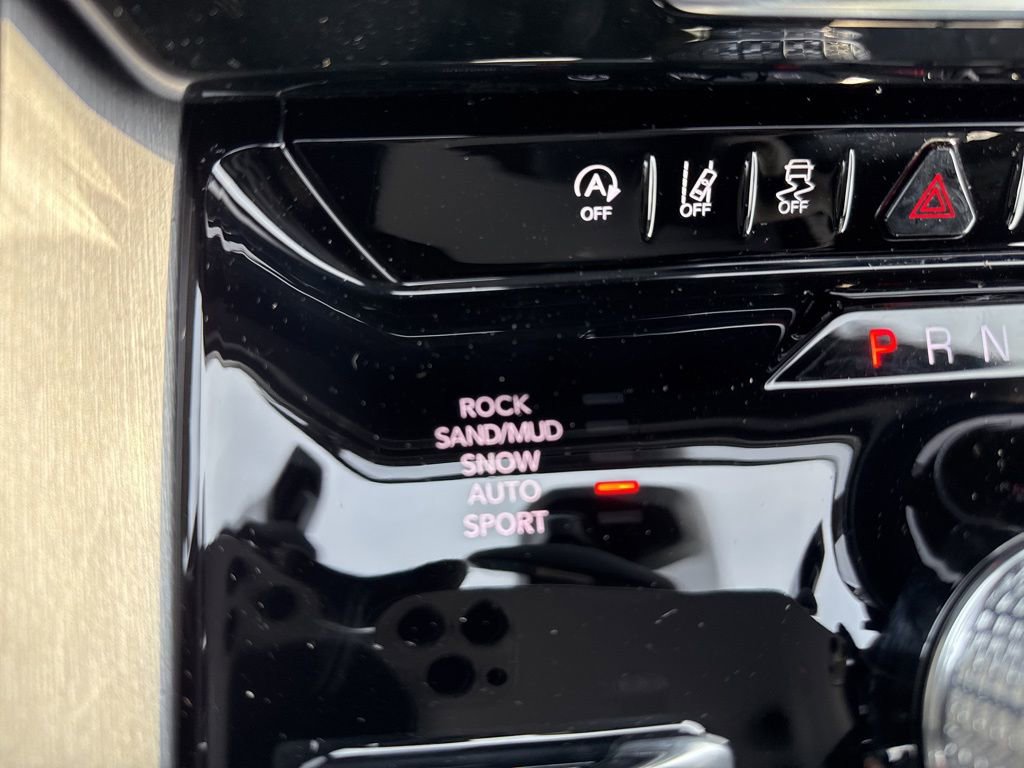 A
OFF OFF OFF
P R N
ROCK
SAND/MUD
SNOW
AUTO
SPORT